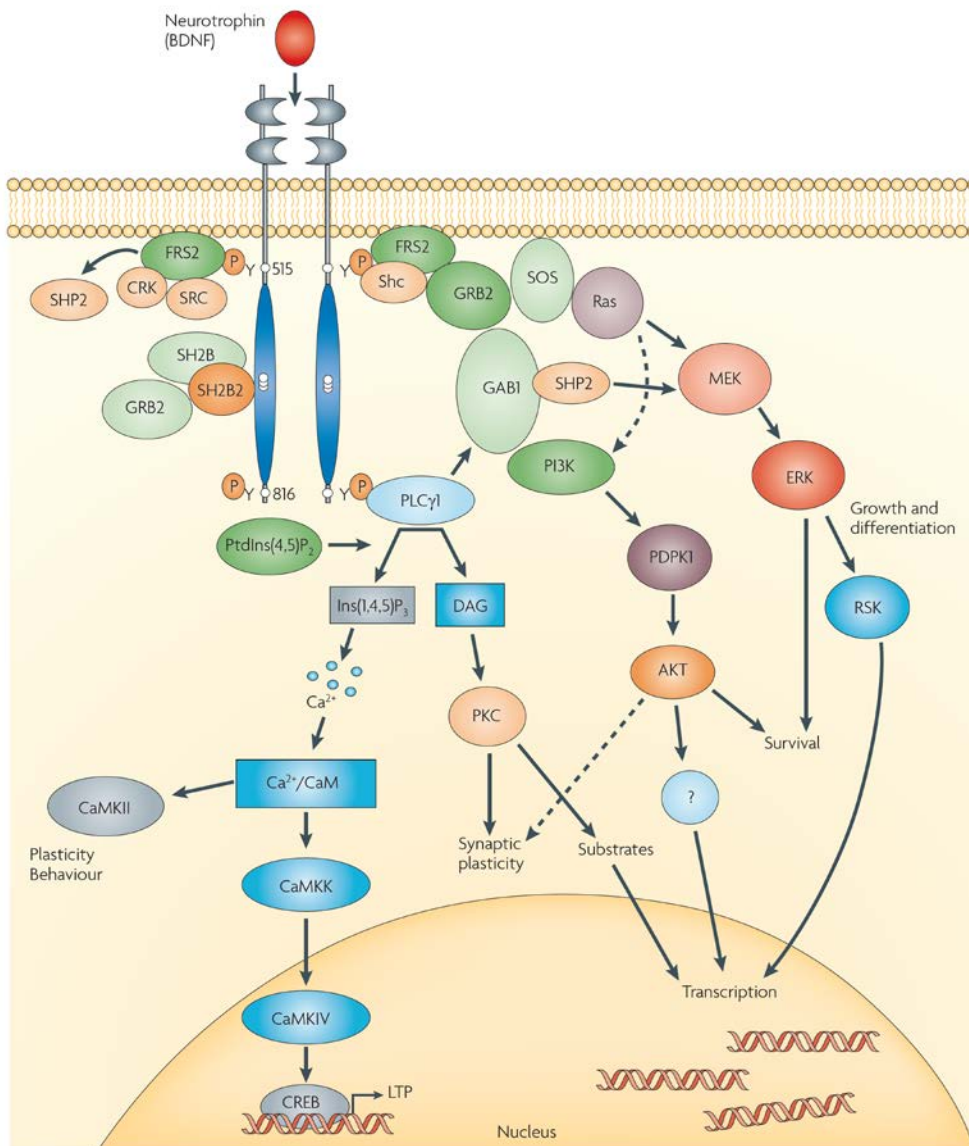 Neurotrophin
(BDNF)
FRS2
P
Y
515
SHP2
CRK
SRC
Y
P
FRS2
Shc
GRB2
SOS
Ras
SH2B
SH2B2
GRB2
GAB1
SHP2
MEK
PI3K
ERK
P
Y
816
Y
P
PLCγ1
Growth and
differentiation
PtdIns(4,5)P₂
PDPK1
Ins(1,4,5)P₃
DAG
RSK
AKT
Ca²⁺
PKC
Survival
Ca²⁺/CaM
CaMKII
?
Plasticity
Behaviour
Synaptic
plasticity
Substrates
CaMKK
Transcription
CaMKIV
CREB
LTP
Nucleus